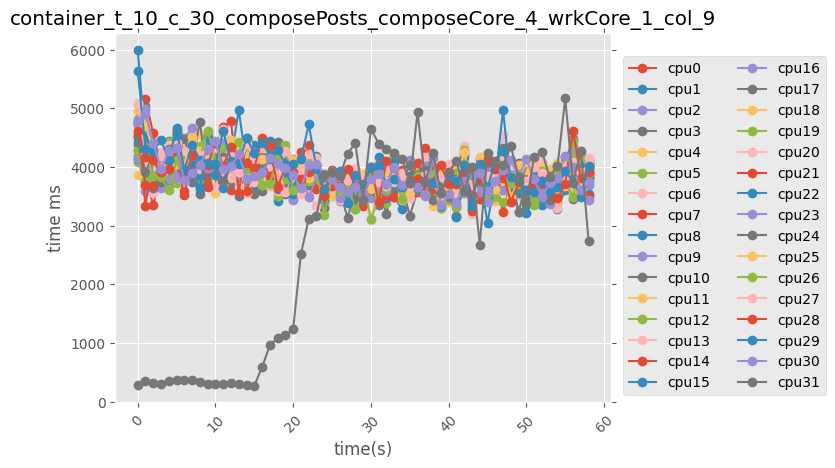 container_t_10_c_30_composePosts_composeCore_4_wrkCore_1_col_9
time ms
6000
5000
4000
3000
2000
1000
0
0
10
20
30
40
50
60
time(s)
cpu0
cpu1
cpu2
cpu3
cpu4
cpu5
cpu6
cpu7
cpu8
cpu9
cpu10
cpu11
cpu12
cpu13
cpu14
cpu15
cpu16
cpu17
cpu18
cpu19
cpu20
cpu21
cpu22
cpu23
cpu24
cpu25
cpu26
cpu27
cpu28
cpu29
cpu30
cpu31